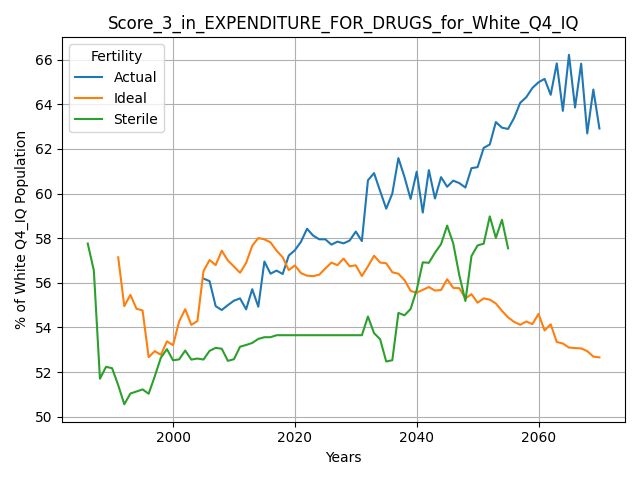 Score_3_in_EXPENDITURE_FOR_DRUGS_for_White_Q4_IQ
Fertility
Actual
Ideal
Sterile
% of White Q4_IQ Population
66
64
62
60
58
56
54
52
50
2000
2020
2040
2060
Years